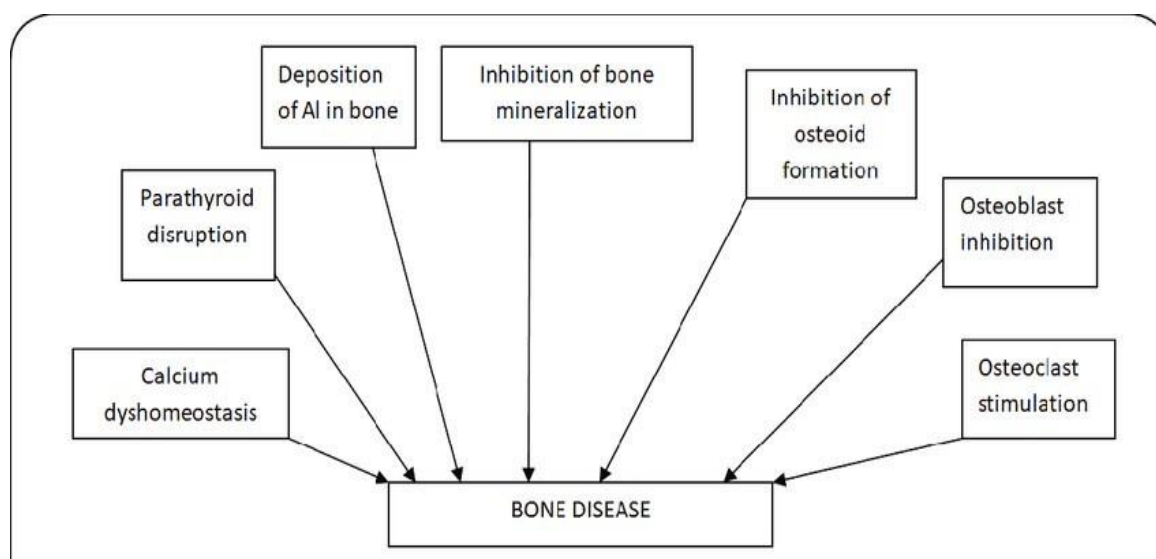 Deposition
of Al in bone
Inhibition of bone
mineralization
Inhibition of
osteoid
formation
Parathyroid
disruption
Osteoblast
inhibition
Calcium
dyshomeostasis
Osteoclast
stimulation
BONE DISEASE